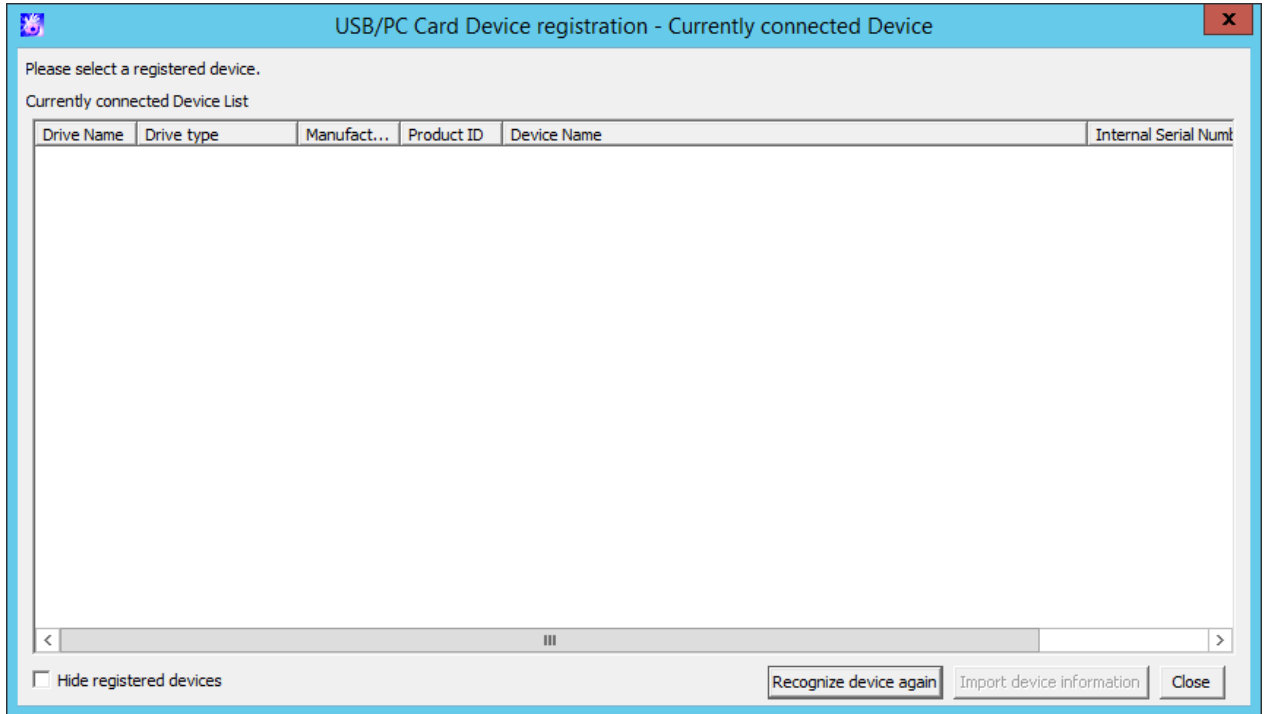 USB/PC Card Device registration - Currently connected Device
x
Please select a registered device.
Currently connected Device List
Drive Name Drive type Manufact... Product ID Device Name Internal Serial Numb
Hide registered devices Recognize device again Import device information Close